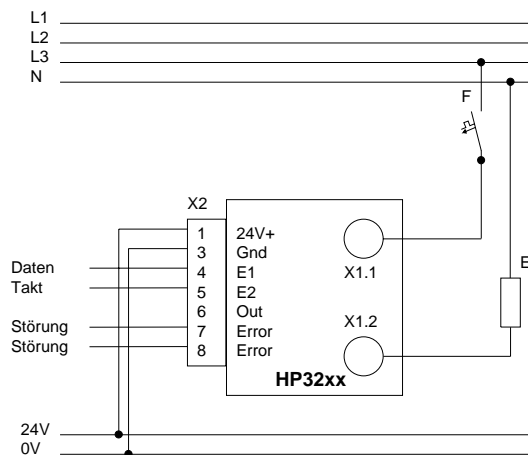 L1
L2
L3
N
F
X2
1 24V+
3 Gnd
Daten 4 E1
Takt 5 E2
6 Out
Störung 7 Error
Störung 8 Error
X1.1
E
X1.2
HP32xx
24V
0V